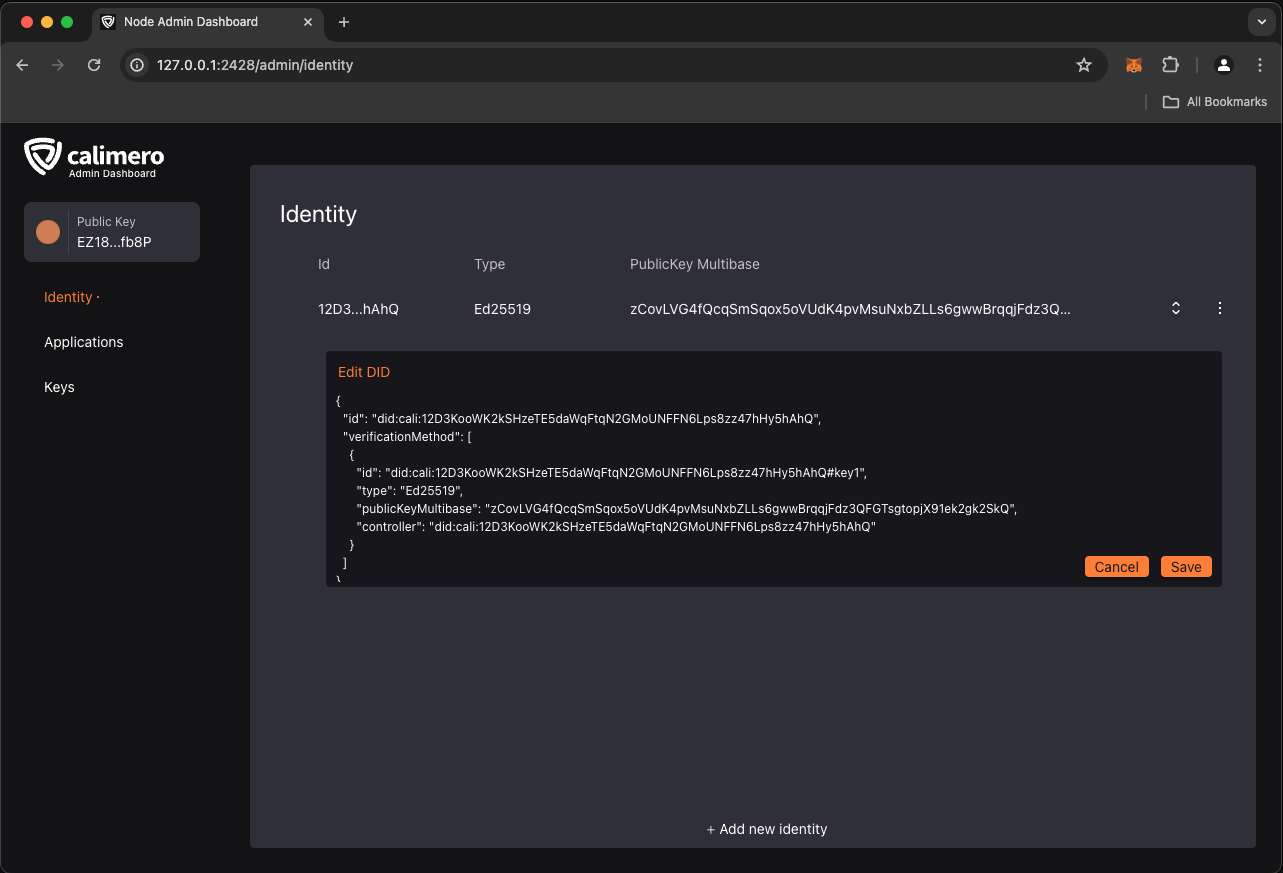 Node Admin Dashboard
127.0.0.1:2428/admin/identity
All Bookmarks
calimero
Admin Dashboard
Public Key
EZ18...fb8P
Identity ·
Applications
Keys
Identity
Id Type PublicKey Multibase
12D3...hAhQ Ed25519 zCovLVG4fQcqSmSqox5oVUdK4pvMsuNxbZLLs6gwwBrqqjFdz3Q...
Edit DID
{
"id": "did:cali:12D3KooWK2kSHzeTE5daWqFtqN2GMoUNFFN6Lps8zz47hHy5hAhQ",
"verificationMethod": [
{
"id": "did:cali:12D3KooWK2kSHzeTE5daWqFtqN2GMoUNFFN6Lps8zz47hHy5hAhQ#key1",
"type": "Ed25519",
"publicKeyMultibase": "zCovLVG4fQcqSmSqox5oVUdK4pvMsuNxbZLLs6gwwBrqqjFdz3QFGTsgtopjX91ek2gk2SkQ",
"controller": "did:cali:12D3KooWK2kSHzeTE5daWqFtqN2GMoUNFFN6Lps8zz47hHy5hAhQ"
}
]
}
Cancel Save
+ Add new identity